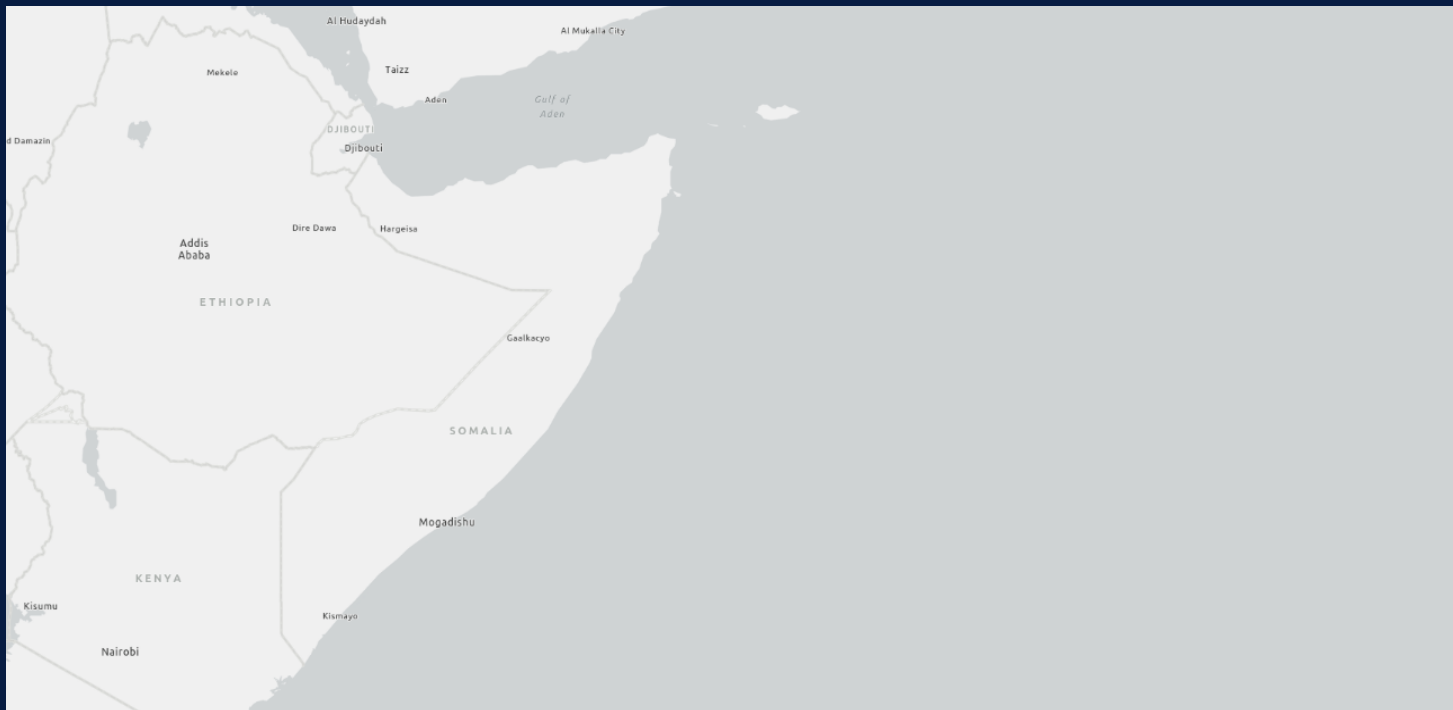 Al Hudaydah
Al Mukalla City
Mekele
Taizz
Aden
Gulf of
Aden
DJIBOUTI
d Damazin
Djibouti
Dire Dawa
Hargeisa
Addis
Ababa
ETHIOPIA
Gaalkacyo
SOMALIA
Mogadishu
KENYA
Kisumu
Kismayo
Nairobi